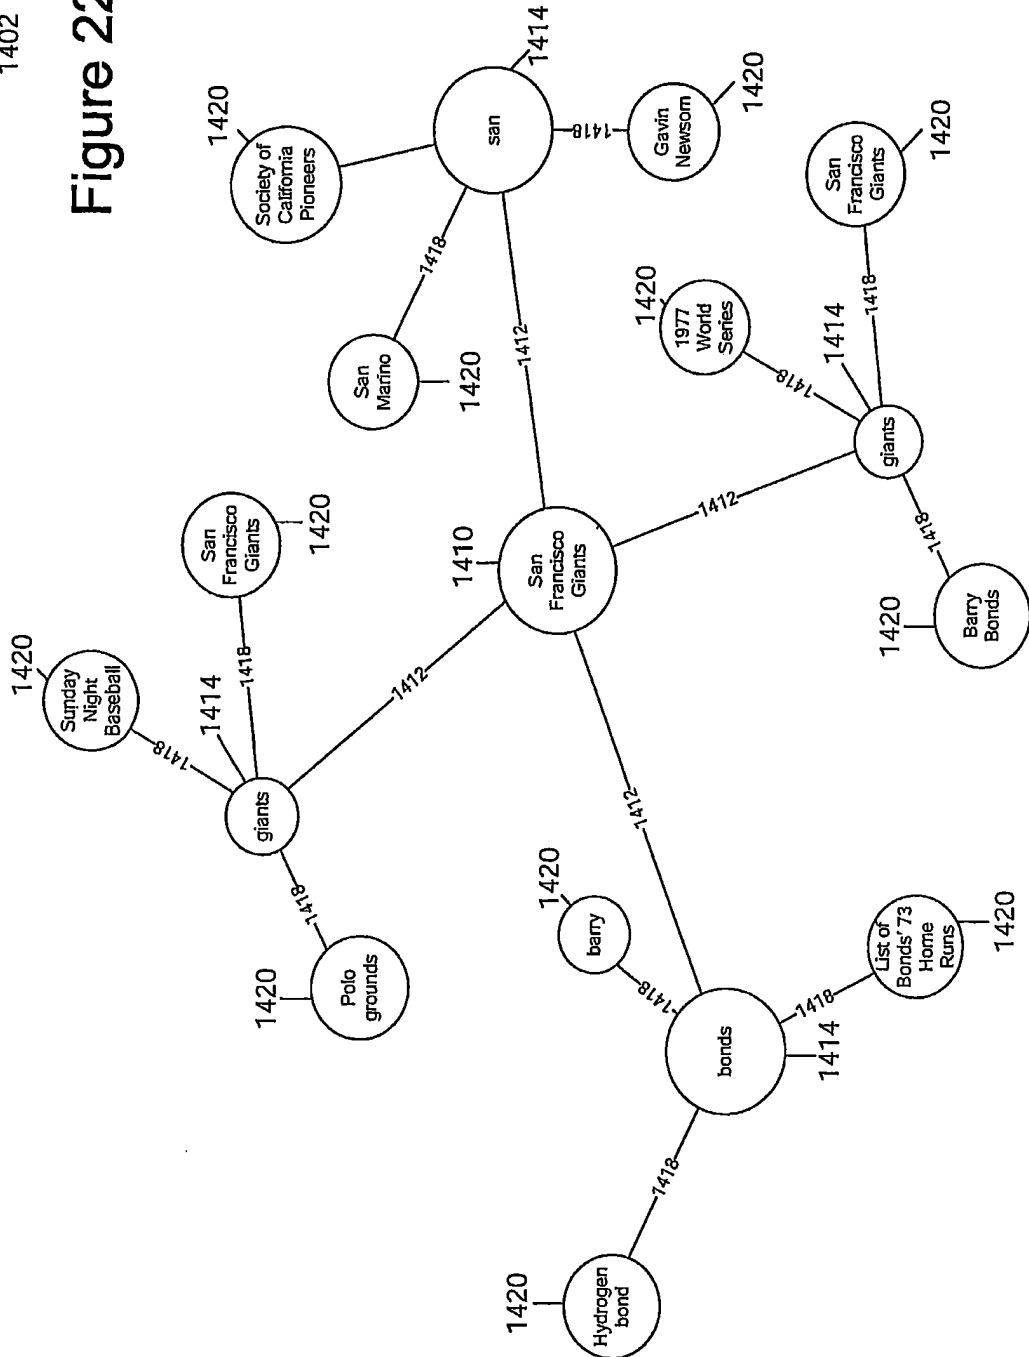 1402
Figure 22
1420
Society of
California
Pioneers
san
1414
1418
Gavin
Newsom
1420
1418
San
Marino
1420
1412
1420
1977
World
Series
1418
1414
1418
San
Francisco
Giants
1420
giants
1412
1418
1420
Barry
Bonds
1410
San
Francisco
Giants
1420
Sunday
Night
Baseball
1418
1414
1418
San
Francisco
Giants
1420
giants
1412
1418
1420
Polo
grounds
1412
1420
barry
1418
bonds
1414
1418
List of
Bonds' 73
Home
Runs
1420
1418
1420
Hydrogen
bond